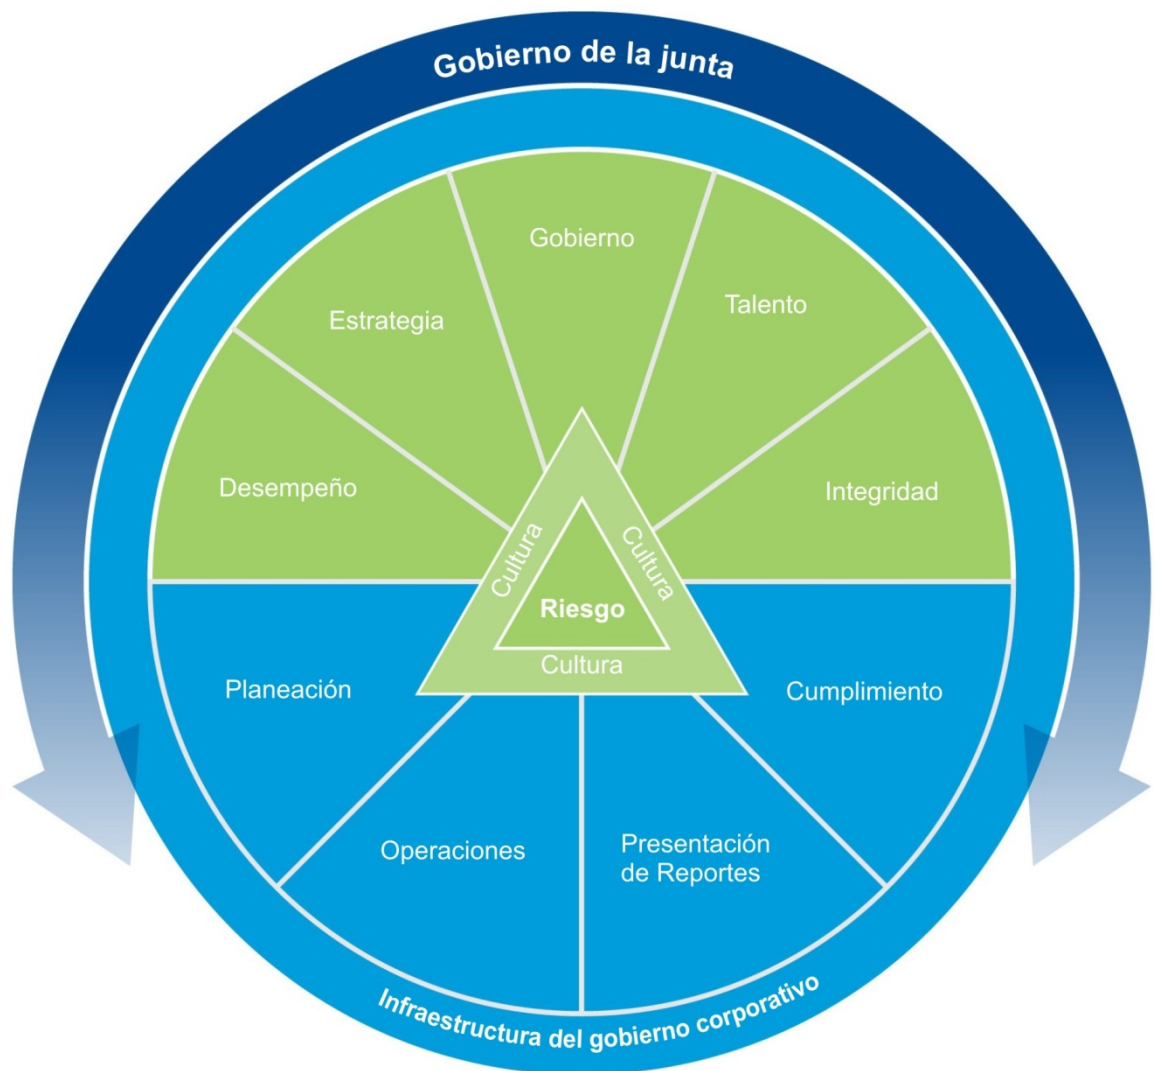 Gobierno de la junta
Gobierno
Estrategia
Talento
Desempeño
Integridad
Cultura
Cultura
Riesgo
Cultura
Planeación
Cumplimiento
Operaciones
Presentación
de Reportes
Infraestructura del gobierno corporativo